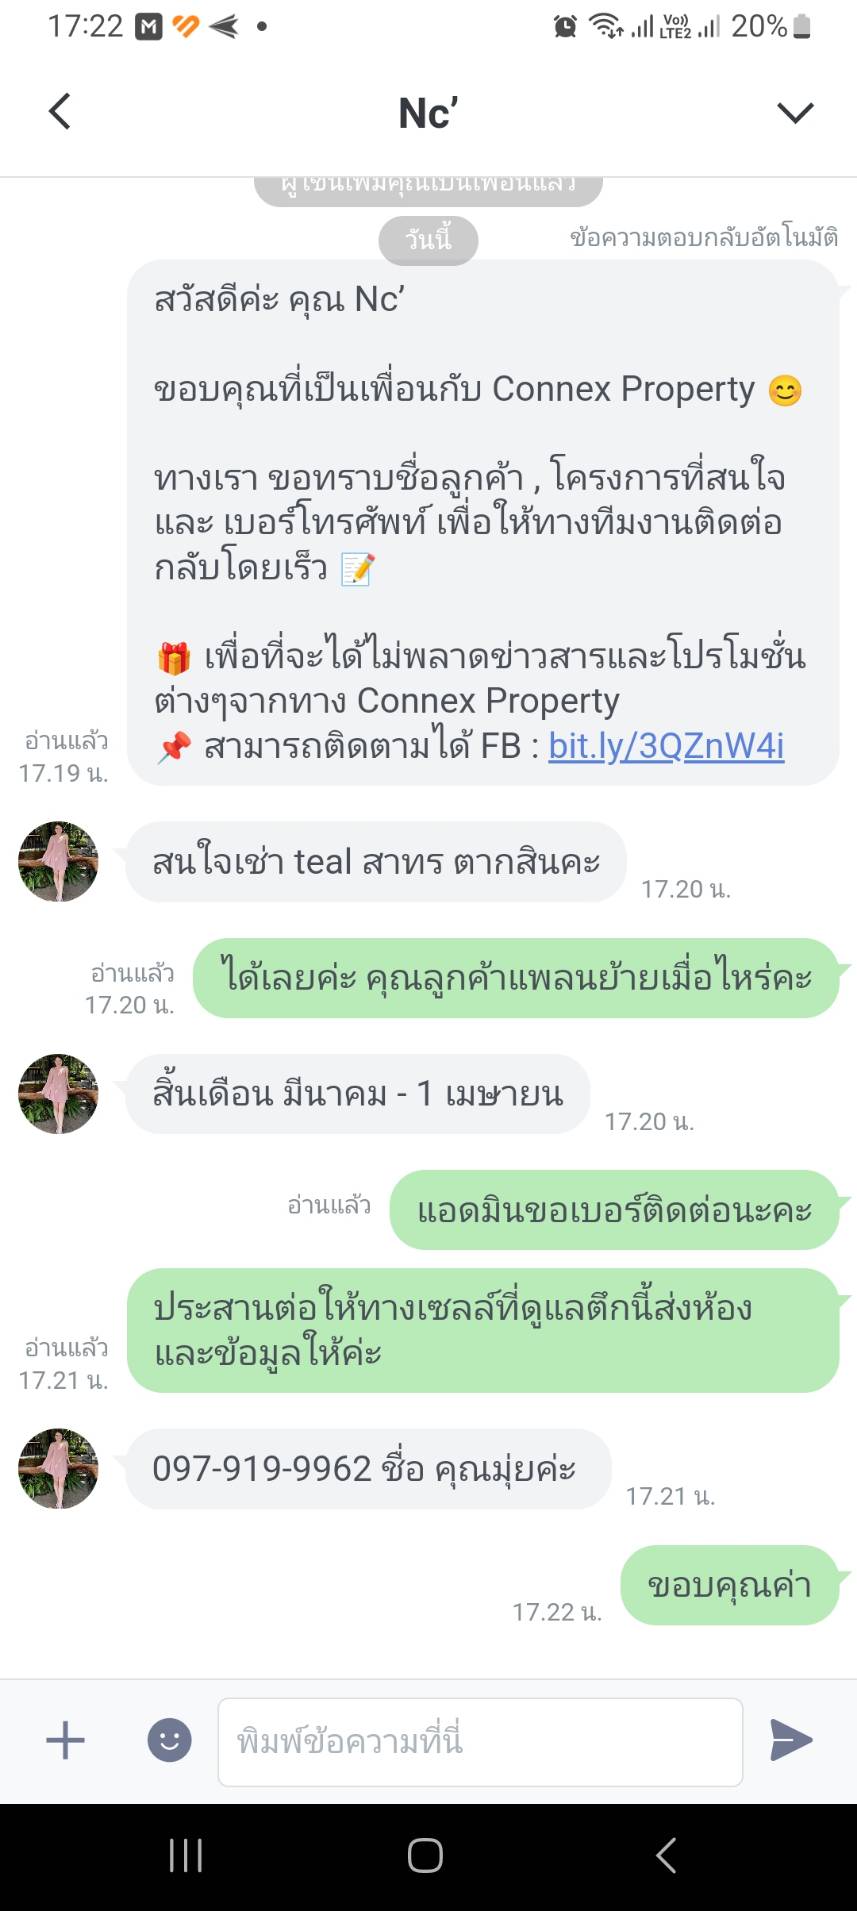 17:22 M Vo)) LTE2 20%
Nc’
ผู้ใช้นี้เพิ่มคุณเป็นเพื่อนแล้ว
วันนี้
ข้อความตอบกลับอัตโนมัติ
สวัสดีค่ะ คุณ Nc’
ขอบคุณที่เป็นเพื่อนกับ Connex Property 😊
ทางเรา ขอทราบชื่อลูกค้า , โครงการที่สนใจ
และ เบอร์โทรศัพท์ เพื่อให้ทางทีมงานติดต่อ
กลับโดยเร็ว 📝
🎁 เพื่อที่จะได้ไม่พลาดข่าวสารและโปรโมชั่น
ต่างๆจากทาง Connex Property
📌 สามารถติดตามได้ FB : bit.ly/3QZnW4i
อ่านแล้ว
17.19 น.
สนใจเช่า teal สาทร ตากสินคะ
17.20 น.
ได้เลยค่ะ คุณลูกค้าแพลนย้ายเมื่อไหร่คะ
อ่านแล้ว
17.20 น.
สิ้นเดือน มีนาคม - 1 เมษายน
17.20 น.
อ่านแล้ว
แอดมินขอเบอร์ติดต่อนะคะ
ประสานต่อให้ทางเซลล์ที่ดูแลตึกนี้ส่งห้อง
และข้อมูลให้ค่ะ
อ่านแล้ว
17.21 น.
097-919-9962 ชื่อ คุณมุ่ยค่ะ
17.21 น.
ขอบคุณค่า
17.22 น.
พิมพ์ข้อความที่นี่